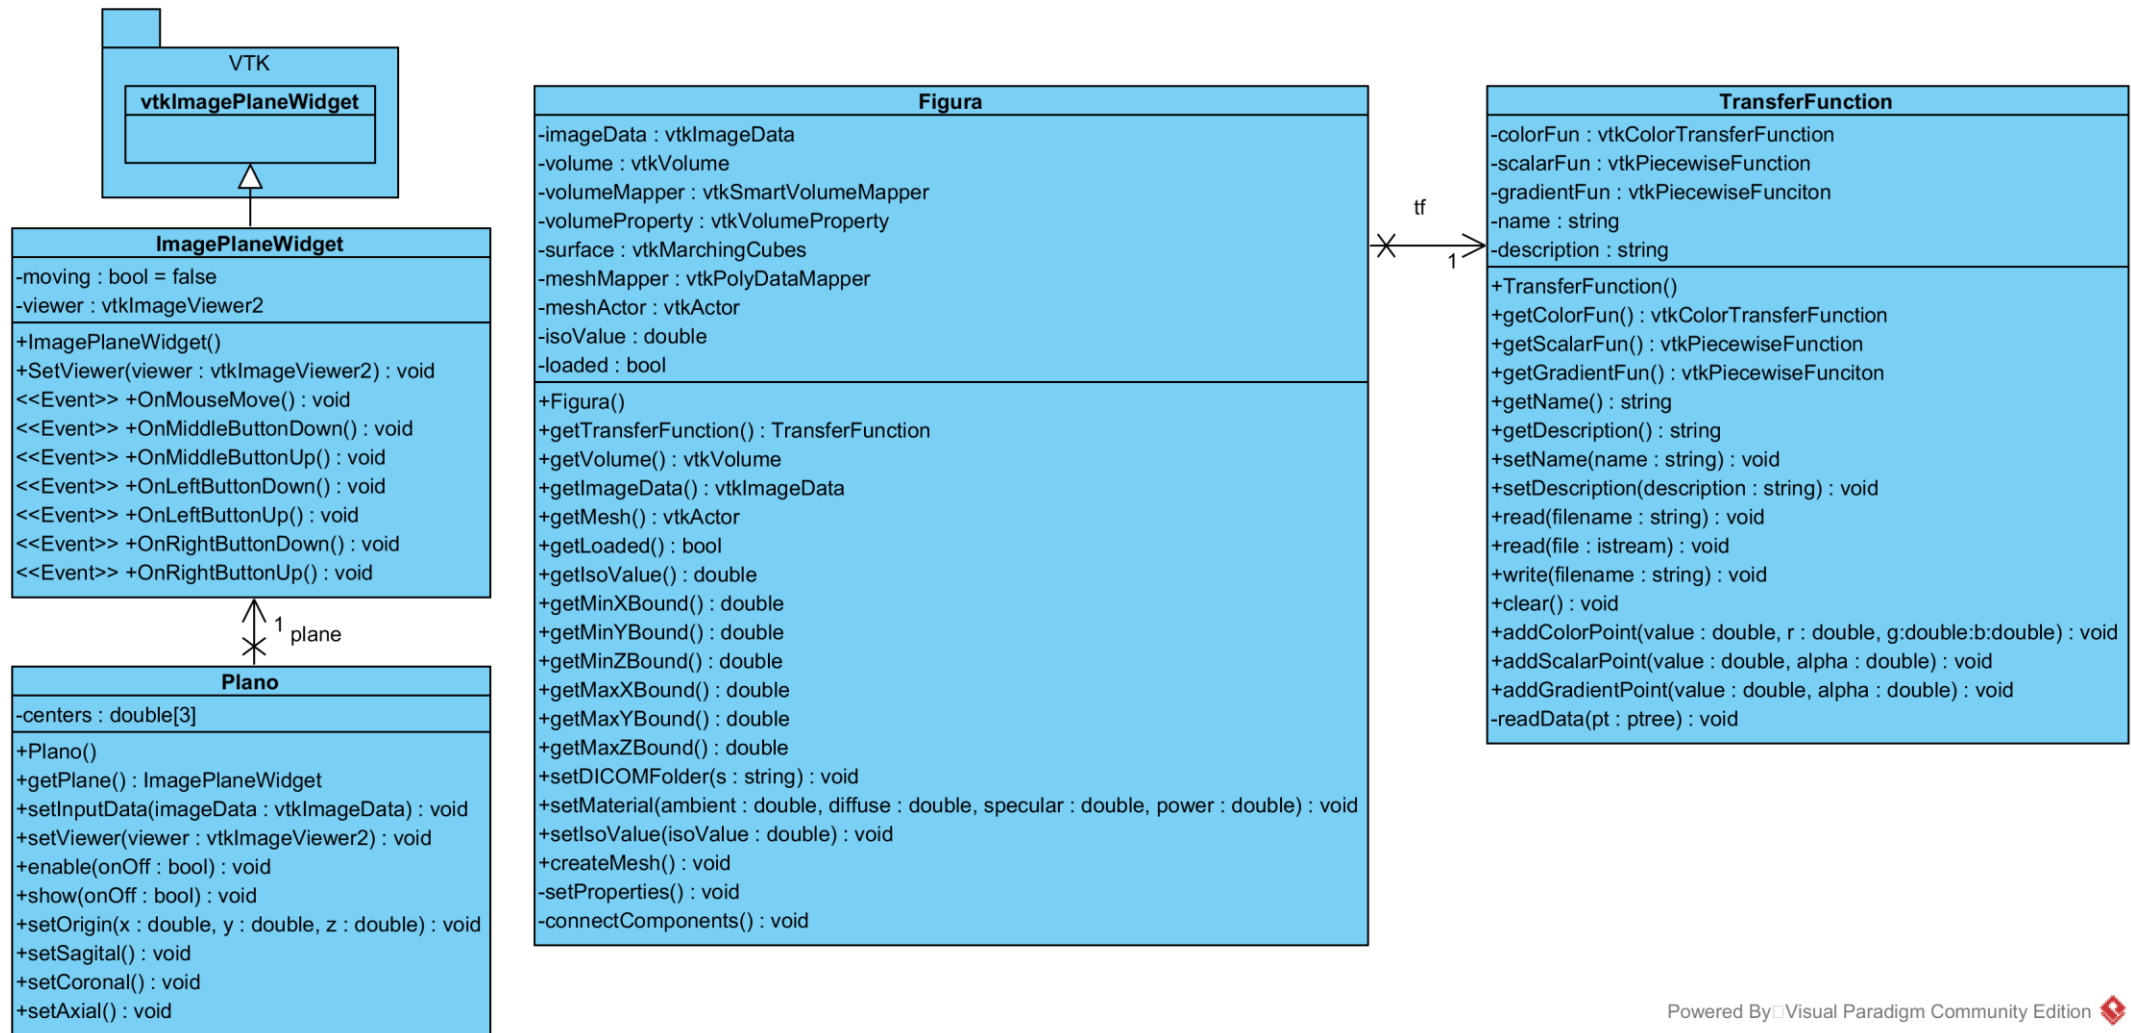 VTK
vtkImagePlaneWidget
ImagePlaneWidget
-moving : bool = false
-viewer : vtkImageViewer2
+ImagePlaneWidget()
+SetViewer(viewer : vtkImageViewer2) : void
<<Event>> +OnMouseMove() : void
<<Event>> +OnMiddleButtonDown() : void
<<Event>> +OnMiddleButtonUp() : void
<<Event>> +OnLeftButtonDown() : void
<<Event>> +OnLeftButtonUp() : void
<<Event>> +OnRightButtonDown() : void
<<Event>> +OnRightButtonUp() : void
1
plane
Plano
-centers : double[3]
+Plano()
+getPlane() : ImagePlaneWidget
+setInputData(imageData : vtkImageData) : void
+setViewer(viewer : vtkImageViewer2) : void
+enable(onOff : bool) : void
+show(onOff : bool) : void
+setOrigin(x : double, y : double, z : double) : void
+setSagital() : void
+setCoronal() : void
+setAxial() : void
Figura
-imageData : vtkImageData
-volume : vtkVolume
-volumeMapper : vtkSmartVolumeMapper
-volumeProperty : vtkVolumeProperty
-surface : vtkMarchingCubes
-meshMapper : vtkPolyDataMapper
-meshActor : vtkActor
-isoValue : double
-loaded : bool
+Figura()
+getTransferFunction() : TransferFunction
+getVolume() : vtkVolume
+getImageData() : vtkImageData
+getMesh() : vtkActor
+getLoaded() : bool
+getIsoValue() : double
+getMinXBound() : double
+getMinYBound() : double
+getMinZBound() : double
+getMaxXBound() : double
+getMaxYBound() : double
+getMaxZBound() : double
+setDICOMFolder(s : string) : void
+setMaterial(ambient : double, diffuse : double, specular : double, power : double) : void
+setIsoValue(isoValue : double) : void
+createMesh() : void
-setProperties() : void
-connectComponents() : void
tf
1
TransferFunction
-colorFun : vtkColorTransferFunction
-scalarFun : vtkPiecewiseFunction
-gradientFun : vtkPiecewiseFunciton
-name : string
-description : string
+TransferFunction()
+getColorFun() : vtkColorTransferFunction
+getScalarFun() : vtkPiecewiseFunction
+getGradientFun() : vtkPiecewiseFunciton
+getName() : string
+getDescription() : string
+setName(name : string) : void
+setDescription(description : string) : void
+read(filename : string) : void
+read(file : istream) : void
+write(filename : string) : void
+clear() : void
+addColorPoint(value : double, r : double, g:double:b:double) : void
+addScalarPoint(value : double, alpha : double) : void
+addGradientPoint(value : double, alpha : double) : void
-readData(pt : ptree) : void
Powered By□Visual Paradigm Community Edition